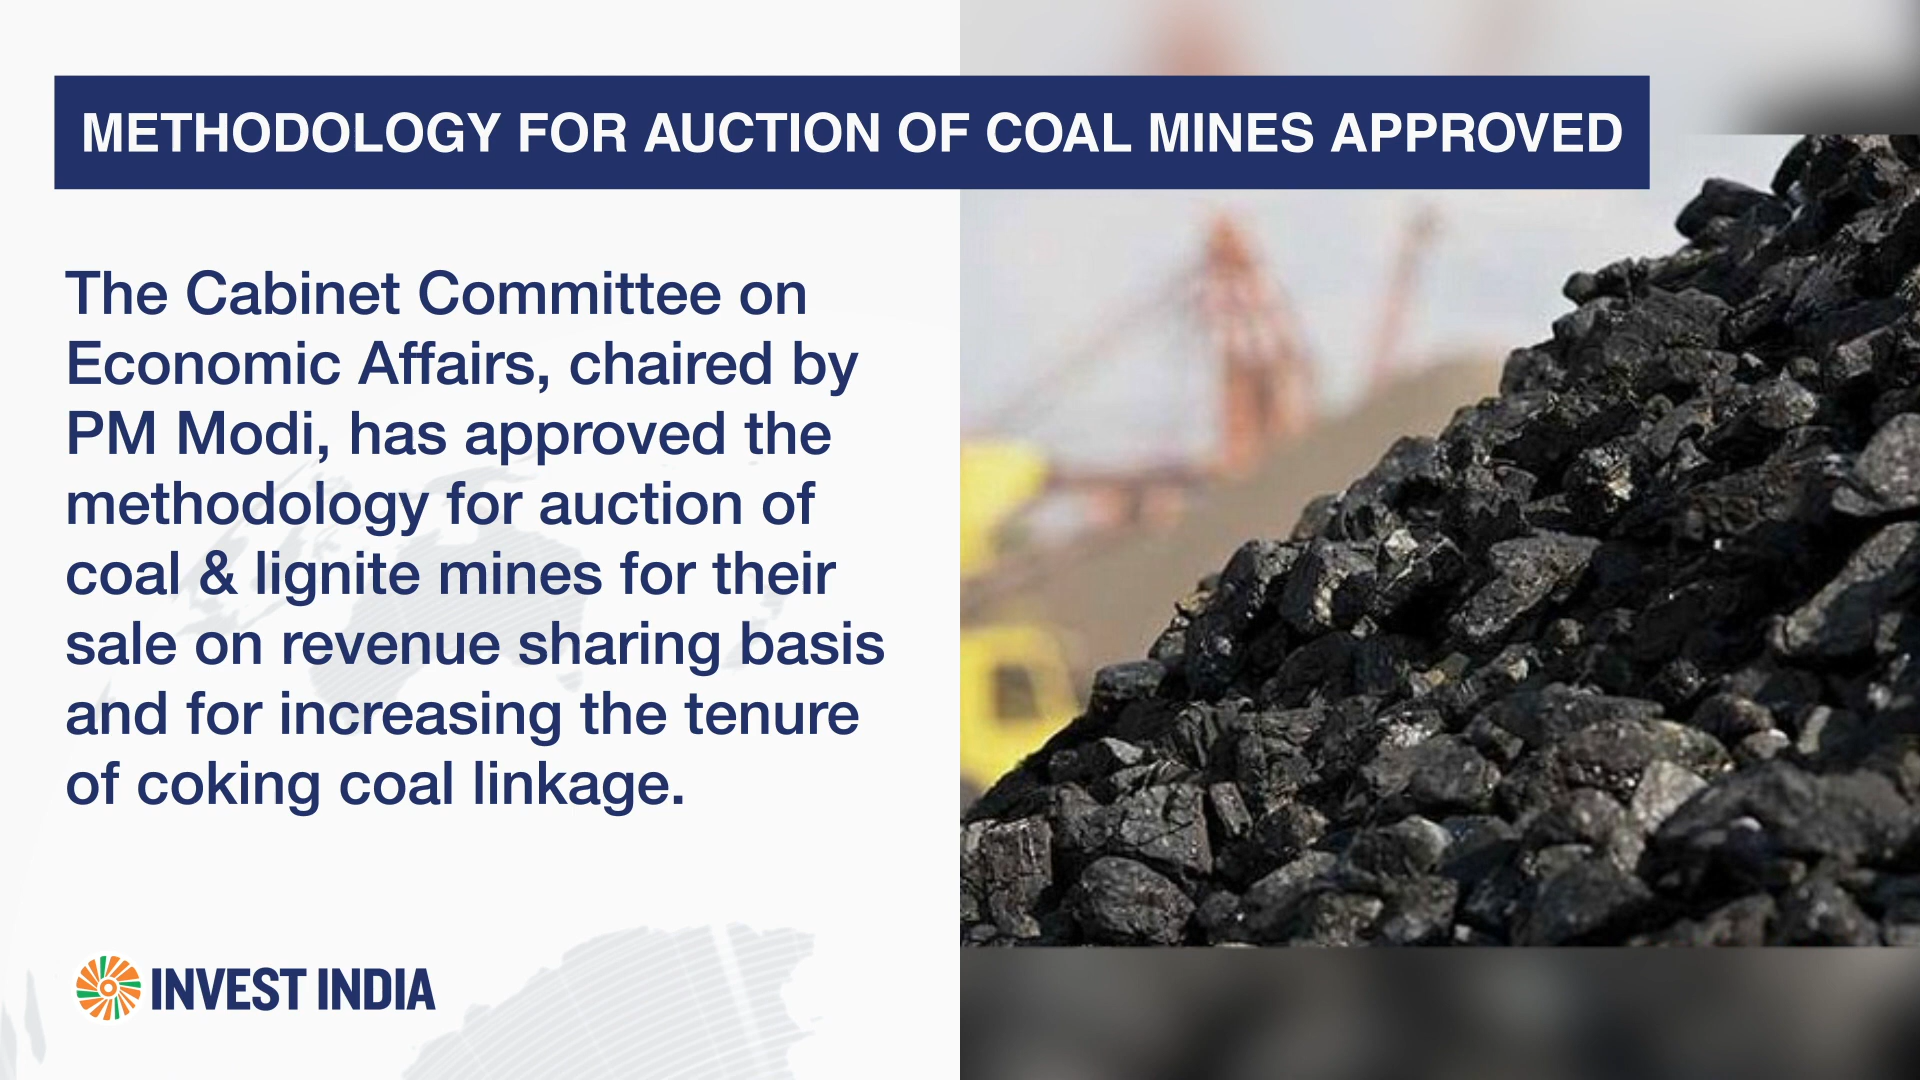 METHODOLOGY FOR AUCTION OF COAL MINES APPROVED
The Cabinet Committee on
Economic Affairs, chaired by
PM Modi, has approved the
methodology for auction of
coal & lignite mines for their
sale on revenue sharing basis
and for increasing the tenure
of coking coal linkage.
INVEST INDIA